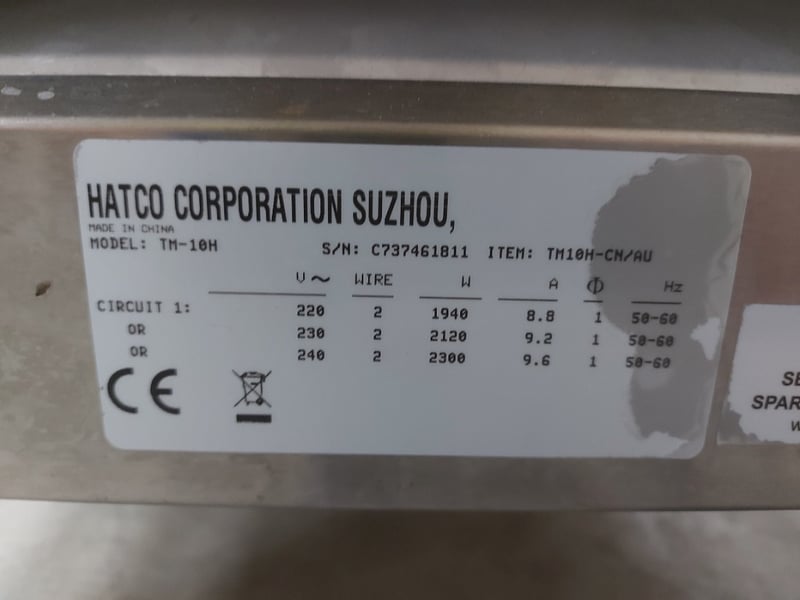 HATCO CORPORATION SUZHOU,
MADE IN CHINA
MODEL: TM-10H S/N: C737461811 ITEM: TM10H-CN/AU
V~ WIRE W A Φ Hz
CIRCUIT 1: 220 2 1940 8.8 1 50-60
OR 230 2 2120 9.2 1 50-60
OR 240 2 2300 9.6 1 50-60
CE
SE
SPAR
W